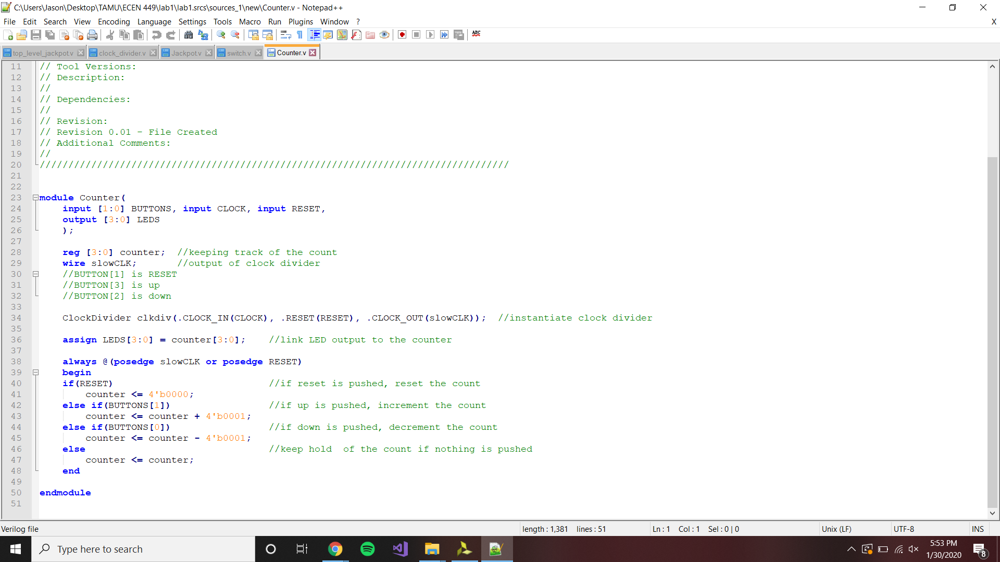 C:\Users\Jason\Desktop\TAMU\ECEN 449\lab1\lab1.srcs\sources_1\new\Counter.v - Notepad++
File Edit Search View Encoding Language Settings Tools Macro Run Plugins Window ? X
top_level_jackpot.v clock_divider.v Jackpot.v switch.v Counter.v
11 // Tool Versions:
12 // Description:
13 //
14 // Dependencies:
15 //
16 // Revision:
17 // Revision 0.01 - File Created
18 // Additional Comments:
19 //
20 //////////////////////////////////////////////////////////////////////////////////
21
22
23 module Counter(
24     input [1:0] BUTTONS, input CLOCK, input RESET,
25     output [3:0] LEDS
26     );
27
28     reg [3:0] counter;  //keeping track of the count
29     wire slowCLK;       //output of clock divider
30     //BUTTON[1] is RESET
31     //BUTTON[3] is up
32     //BUTTON[2] is down
33
34     ClockDivider clkdiv(.CLOCK_IN(CLOCK), .RESET(RESET), .CLOCK_OUT(slowCLK));  //instantiate clock divider
35
36     assign LEDS[3:0] = counter[3:0];    //link LED output to the counter
37
38     always @(posedge slowCLK or posedge RESET)
39     begin
40     if(RESET)                           //if reset is pushed, reset the count
41         counter <= 4'b0000;
42     else if(BUTTONS[1])                 //if up is pushed, increment the count
43         counter <= counter + 4'b0001;
44     else if(BUTTONS[0])                 //if down is pushed, decrement the count
45         counter <= counter - 4'b0001;
46     else                                //keep hold  of the count if nothing is pushed
47         counter <= counter;
48     end
49
50 endmodule
51
Verilog file length : 1,381 lines : 51 Ln : 1 Col : 1 Sel : 0 | 0 Unix (LF) UTF-8 INS
Type here to search
5:53 PM
1/30/2020
8
ABC